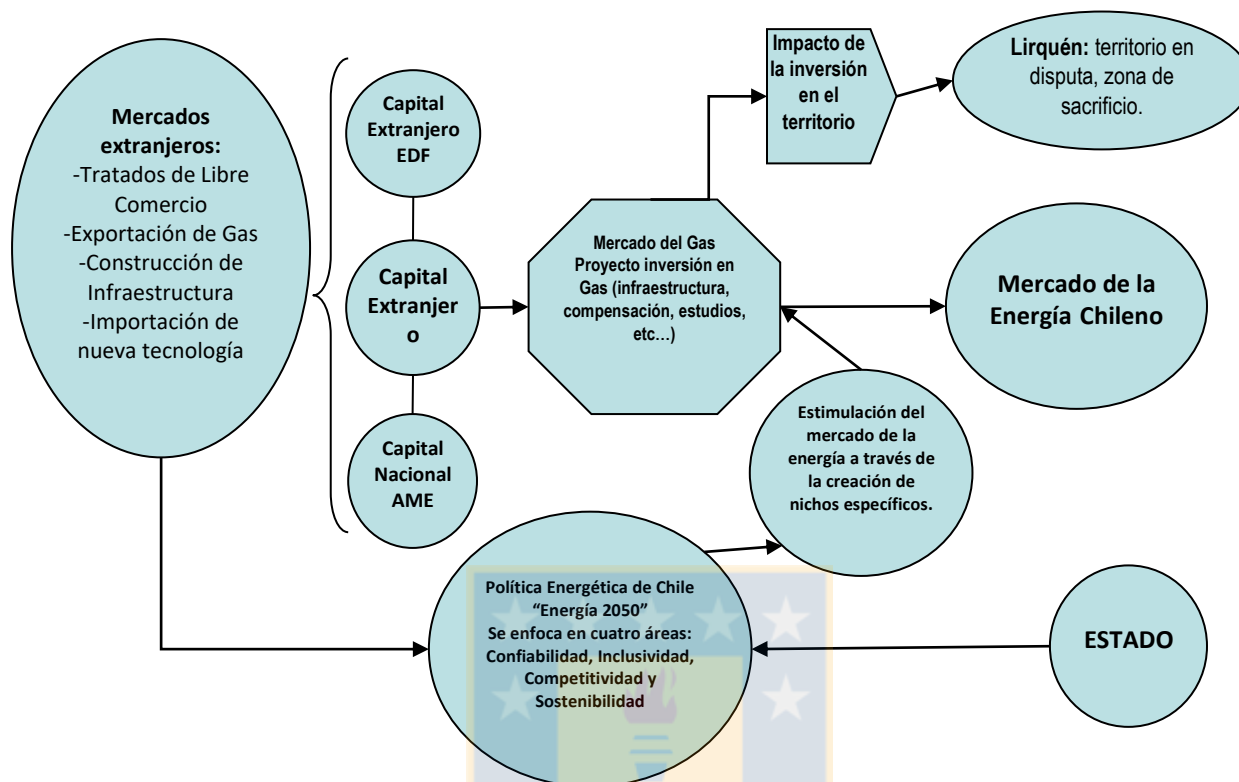 Mercados
extranjeros:
-Tratados de Libre
Comercio
-Exportación de Gas
-Construcción de
Infraestructura
-Importación de
nueva tecnología
Capital
Extranjero
EDF
Capital
Extranjer
o
Capital
Nacional
AME
Mercado del Gas
Proyecto inversión en
Gas (infraestructura,
compensación, estudios,
etc…)
Impacto de
la inversión
en el
territorio
Lirquén: territorio en
disputa, zona de
sacrificio.
Mercado de la
Energía Chileno
Estimulación del
mercado de la
energía a través de
la creación de
nichos específicos.
Política Energética de Chile
“Energía 2050”
Se enfoca en cuatro áreas:
Confiabilidad, Inclusividad,
Competitividad y
Sostenibilidad
ESTADO